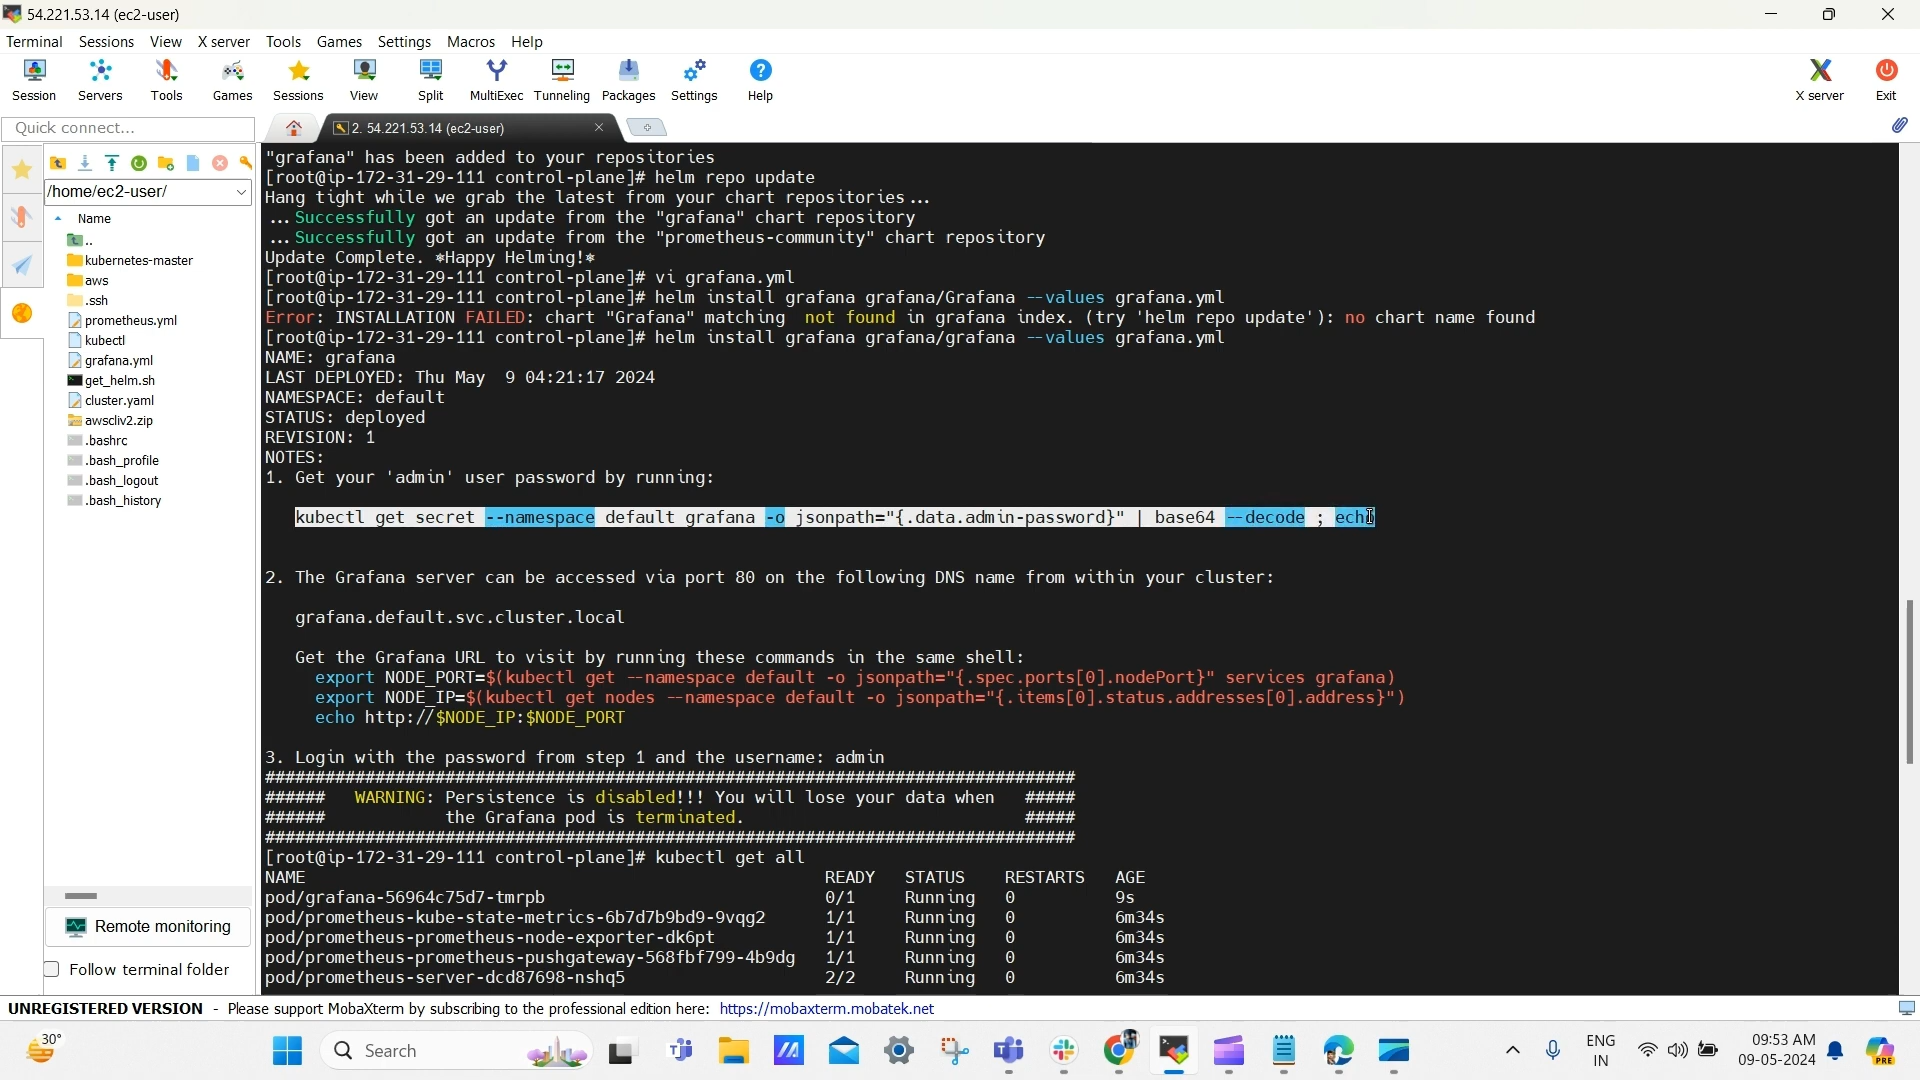 54.221.53.14 (ec2-user)
Terminal Sessions View X server Tools Games Settings Macros Help
Session Servers Tools Games Sessions View Split MultiExec Tunneling Packages Settings Help X server Exit
Quick connect...
2. 54.221.53.14 (ec2-user)
/home/ec2-user/
Name
..
kubernetes-master
aws
.ssh
prometheus.yml
kubectl
grafana.yml
get_helm.sh
cluster.yaml
awscliv2.zip
.bashrc
.bash_profile
.bash_logout
.bash_history
Remote monitoring
Follow terminal folder
"grafana" has been added to your repositories
[root@ip-172-31-29-111 control-plane]# helm repo update
Hang tight while we grab the latest from your chart repositories...
...Successfully got an update from the "grafana" chart repository
...Successfully got an update from the "prometheus-community" chart repository
Update Complete. *Happy Helming!*
[root@ip-172-31-29-111 control-plane]# vi grafana.yml
[root@ip-172-31-29-111 control-plane]# helm install grafana grafana/Grafana --values grafana.yml
Error: INSTALLATION FAILED: chart "Grafana" matching  not found in grafana index. (try 'helm repo update'): no chart name found
[root@ip-172-31-29-111 control-plane]# helm install grafana grafana/grafana --values grafana.yml
NAME: grafana
LAST DEPLOYED: Thu May  9 04:21:17 2024
NAMESPACE: default
STATUS: deployed
REVISION: 1
NOTES:
1. Get your 'admin' user password by running:
kubectl get secret --namespace default grafana -o jsonpath="{.data.admin-password}" | base64 --decode ; echo
2. The Grafana server can be accessed via port 80 on the following DNS name from within your cluster:
grafana.default.svc.cluster.local
Get the Grafana URL to visit by running these commands in the same shell:
export NODE_PORT=$(kubectl get --namespace default -o jsonpath="{.spec.ports[0].nodePort}" services grafana)
export NODE_IP=$(kubectl get nodes --namespace default -o jsonpath="{.items[0].status.addresses[0].address}")
echo http://$NODE_IP:$NODE_PORT
3. Login with the password from step 1 and the username: admin
#################################################################################
######   WARNING: Persistence is disabled!!! You will lose your data when   #####
######            the Grafana pod is terminated.                            #####
#################################################################################
[root@ip-172-31-29-111 control-plane]# kubectl get all
NAME READY STATUS RESTARTS AGE
pod/grafana-56964c75d7-tmrpb 0/1 Running 0 9s
pod/prometheus-kube-state-metrics-6b7d7b9bd9-9vqg2 1/1 Running 0 6m34s
pod/prometheus-prometheus-node-exporter-dk6pt 1/1 Running 0 6m34s
pod/prometheus-prometheus-pushgateway-568fbf799-4b9dg 1/1 Running 0 6m34s
pod/prometheus-server-dcd87698-nshq5 2/2 Running 0 6m34s
UNREGISTERED VERSION - Please support MobaXterm by subscribing to the professional edition here: https://mobaxterm.mobatek.net
30°
Search
ENG
IN
09:53 AM
09-05-2024
PRE